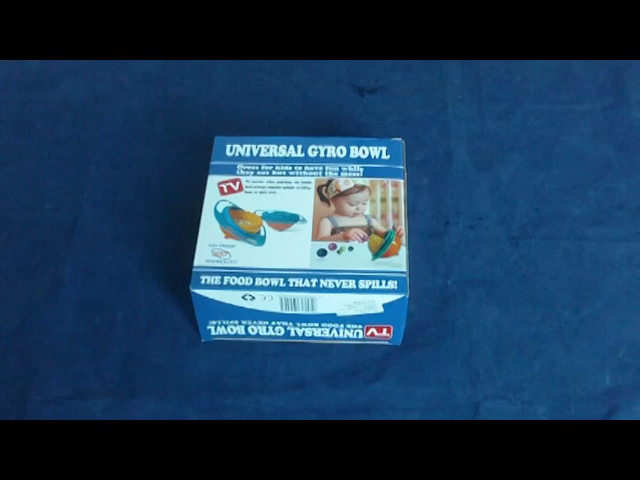 UNIVERSAL GYRO BOWL
Great for kids to have fun whilly
they eat but without the mess!
TV
THE FOOD BOWL THAT NEVER SPILLS!
TV
UNIVERSAL GYRO BOWL
THE FOOD BOWL THAT NEVER SPILLS!